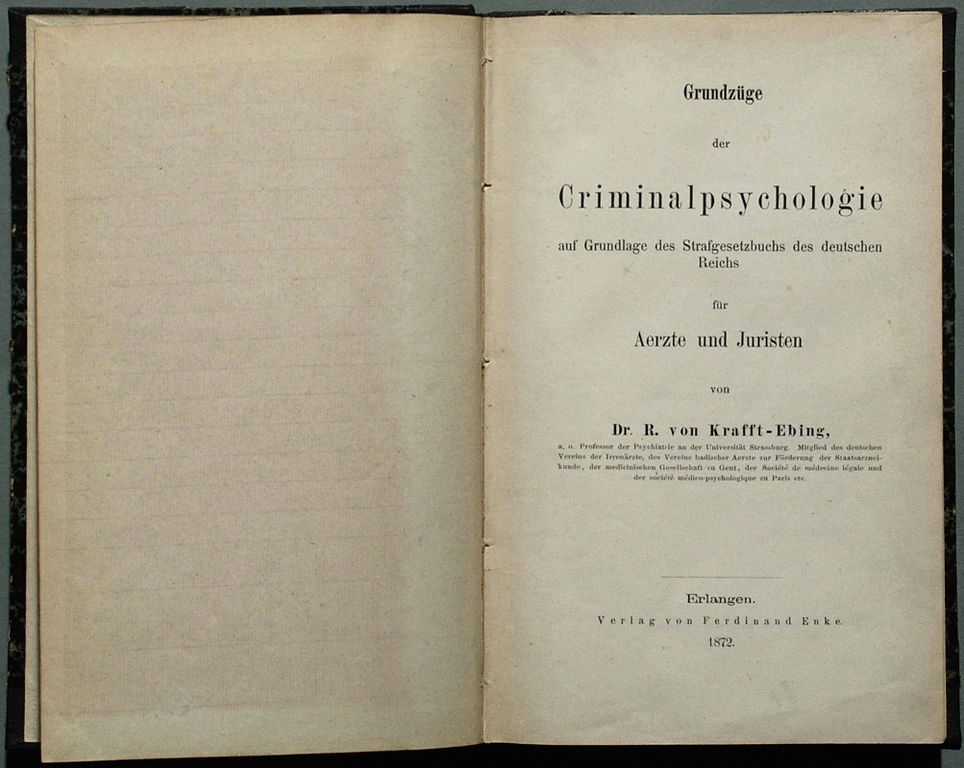 Grundzüge
der
Criminalpsychologie
auf Grundlage des Strafgesetzbuchs des deutschen
Reichs
für
Aerzte und Juristen
von
Dr. R. von Krafft-Ebing,
a. o. Professor der Psychiatrie an der Universität Strassburg. Mitglied des deutschen
Vereins der Irrenärzte, des Vereins badischer Aerzte zur Förderung der Staatsarznei-
kunde, der medicinischen Gesellschaft zu Gent, der Société de médecine légale und
der société médico-psychologique zu Paris etc.
Erlangen.
Verlag von Ferdinand Enke.
1872.